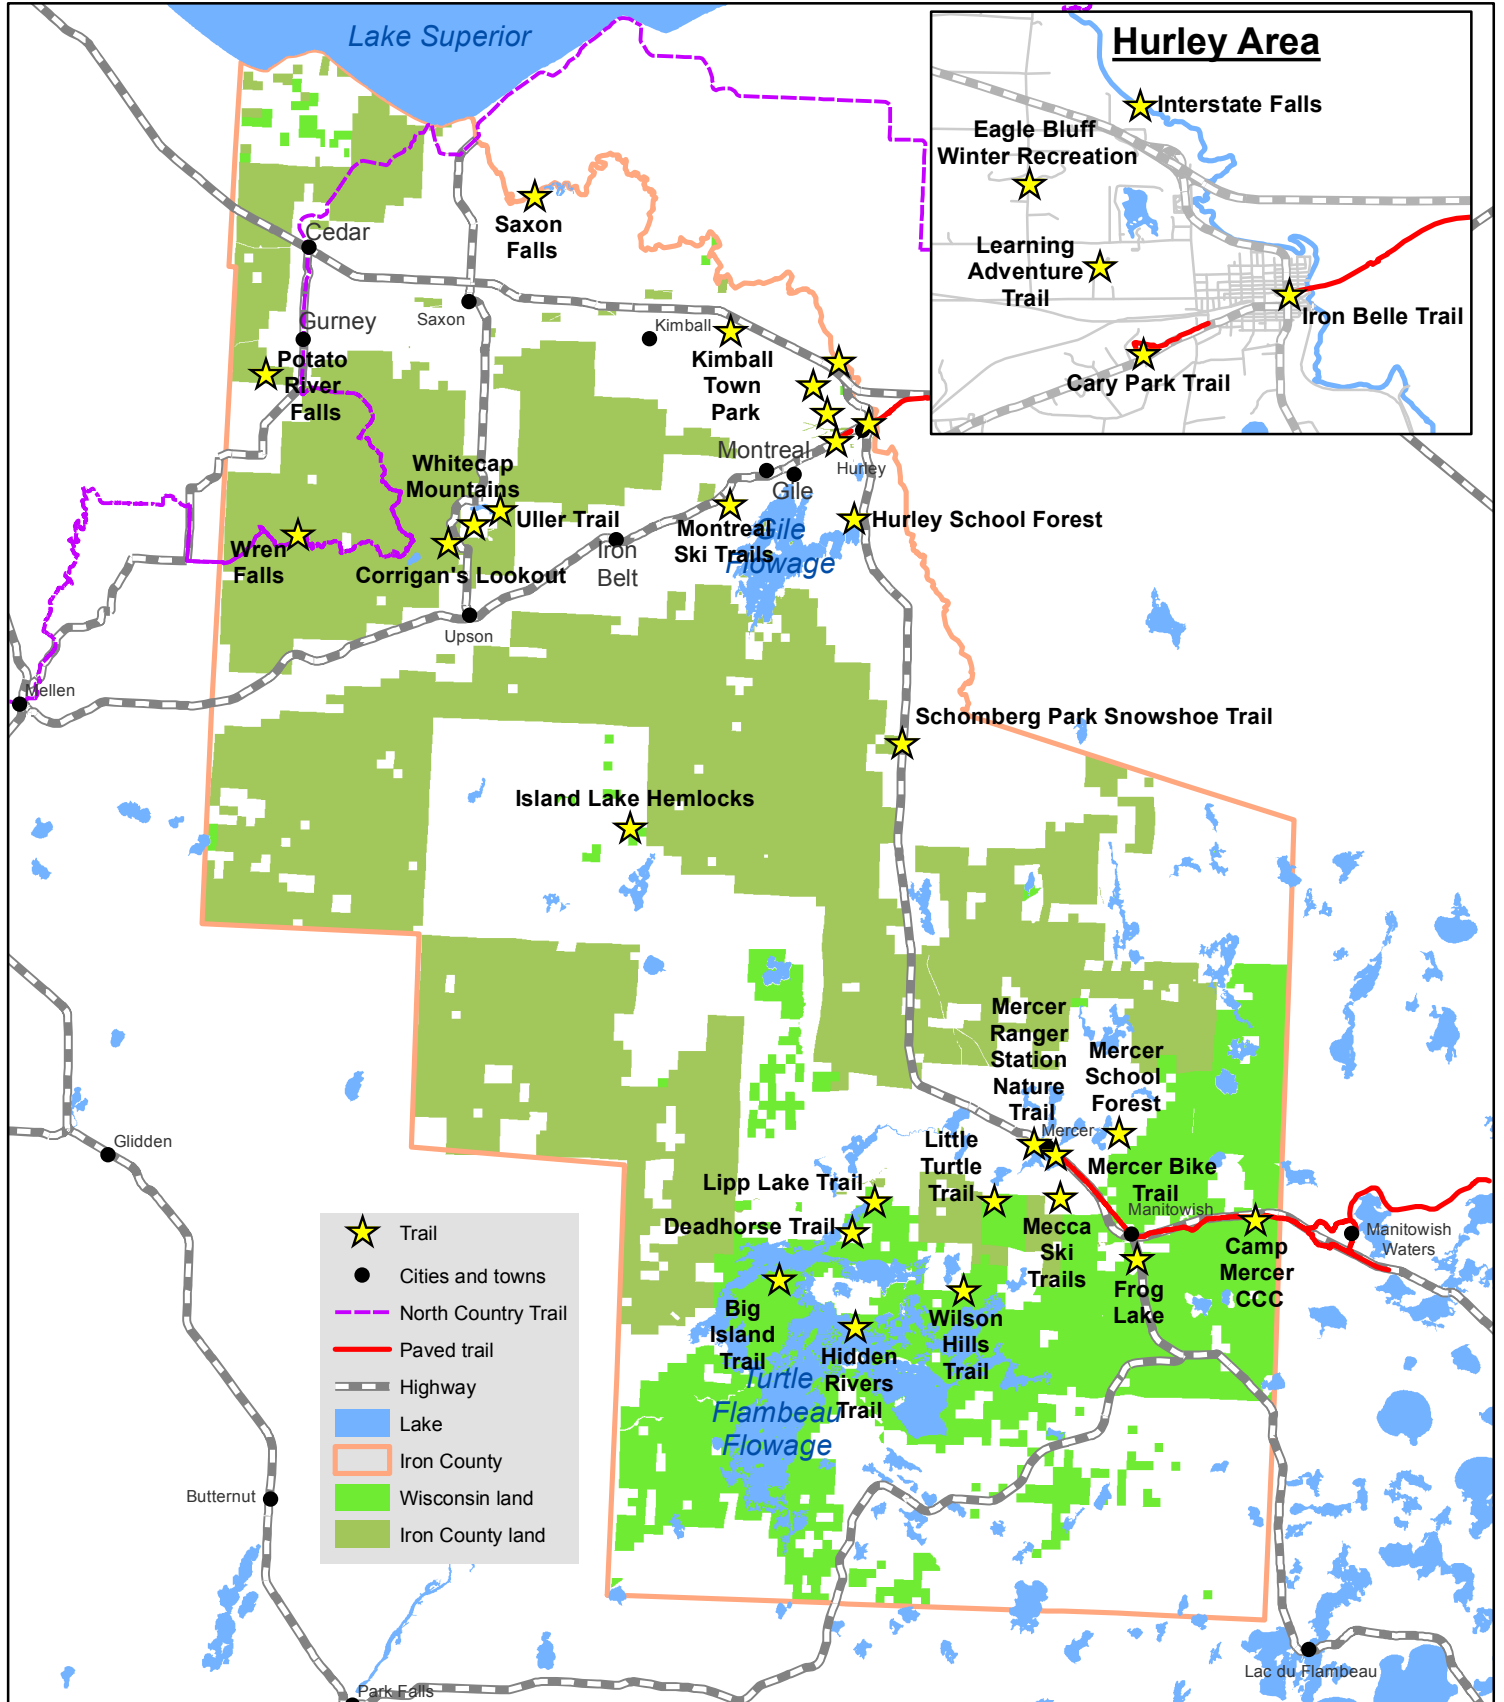 Lake Superior
Hurley Area
Interstate Falls
Eagle Bluff
Winter Recreation
Learning
Adventure
Trail
Iron Belle Trail
Cary Park Trail
Saxon
Falls
Cedar
Saxon
Gurney
Kimball
Kimball
Town
Park
Potato
River
Falls
Montreal
Hurley
Gile
Whitecap
Mountains
Uller Trail
Montreal
Ski Trails
Gile
Flowage
Hurley School Forest
Wren
Falls
Corrigan's Lookout
Iron
Belt
Upson
Mellen
Schomberg Park Snowshoe Trail
Island Lake Hemlocks
Mercer
Ranger
Station
Nature
Trail
Mercer
School
Forest
Mercer
Glidden
Little
Turtle
Trail
Mercer Bike
Trail
Lipp Lake Trail
Deadhorse Trail
Manitowish
Mecca
Ski
Trails
Camp
Mercer
CCC
Manitowish
Waters
Frog
Lake
Big
Island
Trail
Wilson
Hills
Trail
Hidden
Rivers
Trail
Turtle
Flambeau
Flowage
Trail
Cities and towns
North Country Trail
Paved trail
Highway
Lake
Iron County
Wisconsin land
Iron County land
Butternut
Lac du Flambeau
Park Falls